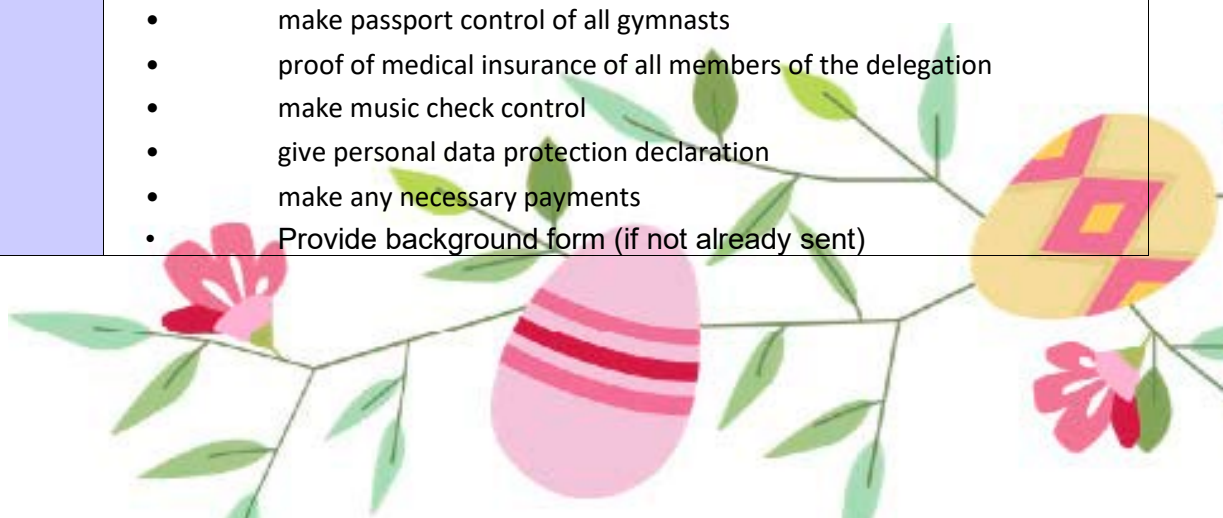 • make passport control of all gymnasts
• proof of medical insurance of all members of the delegation
• make music check control
• give personal data protection declaration
• make any necessary payments
• Provide background form (if not already sent)